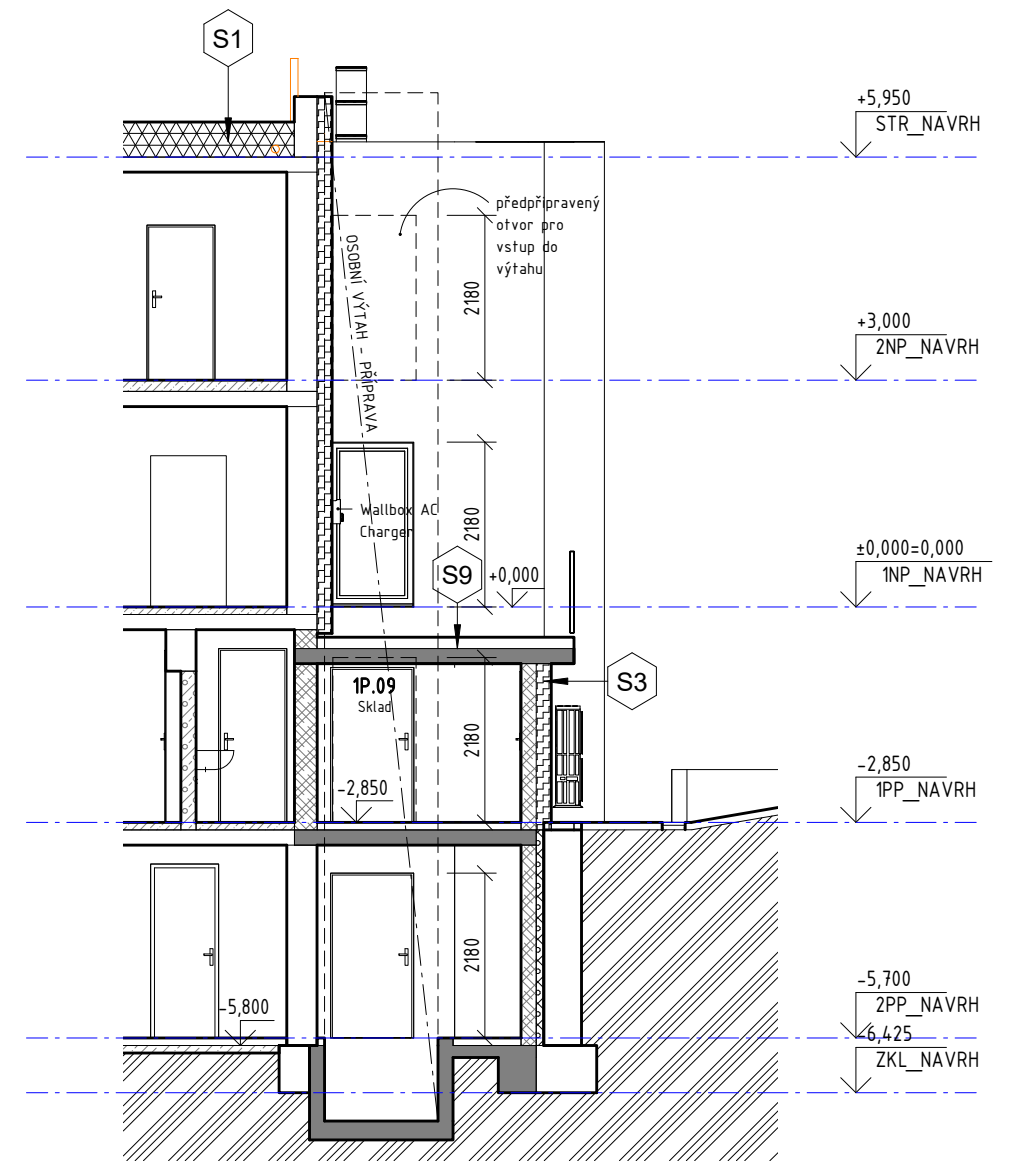 S1
+5,950
STR_NAVRH
předpřipravený
otvor pro
vstup do
výtahu
OSOBNÍ VÝTAH - PŘÍPRAVA
2180
+3,000
2NP_NAVRH
Wallbox AC
Charger
2180
S9
+0,000
±0,000=0,000
1NP_NAVRH
1P.09
Sklad
S3
2180
-2,850
-2,850
1PP_NAVRH
2180
-5,800
-5,700
2PP_NAVRH
-6,425
ZKL_NAVRH